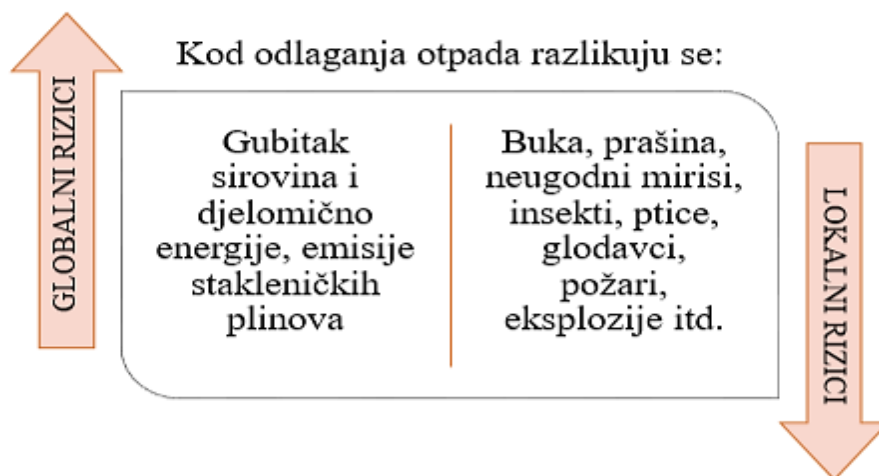 Kod odlaganja otpada razlikuju se:
GLOBALNI RIZICI
Gubitak
sirovina i
djelomično
energije, emisije
stakleničkih
plinova
Buka, prašina,
neugodni mirisi,
insekti, ptice,
glodavci,
požari,
eksplozije itd.
LOKALNI RIZICI